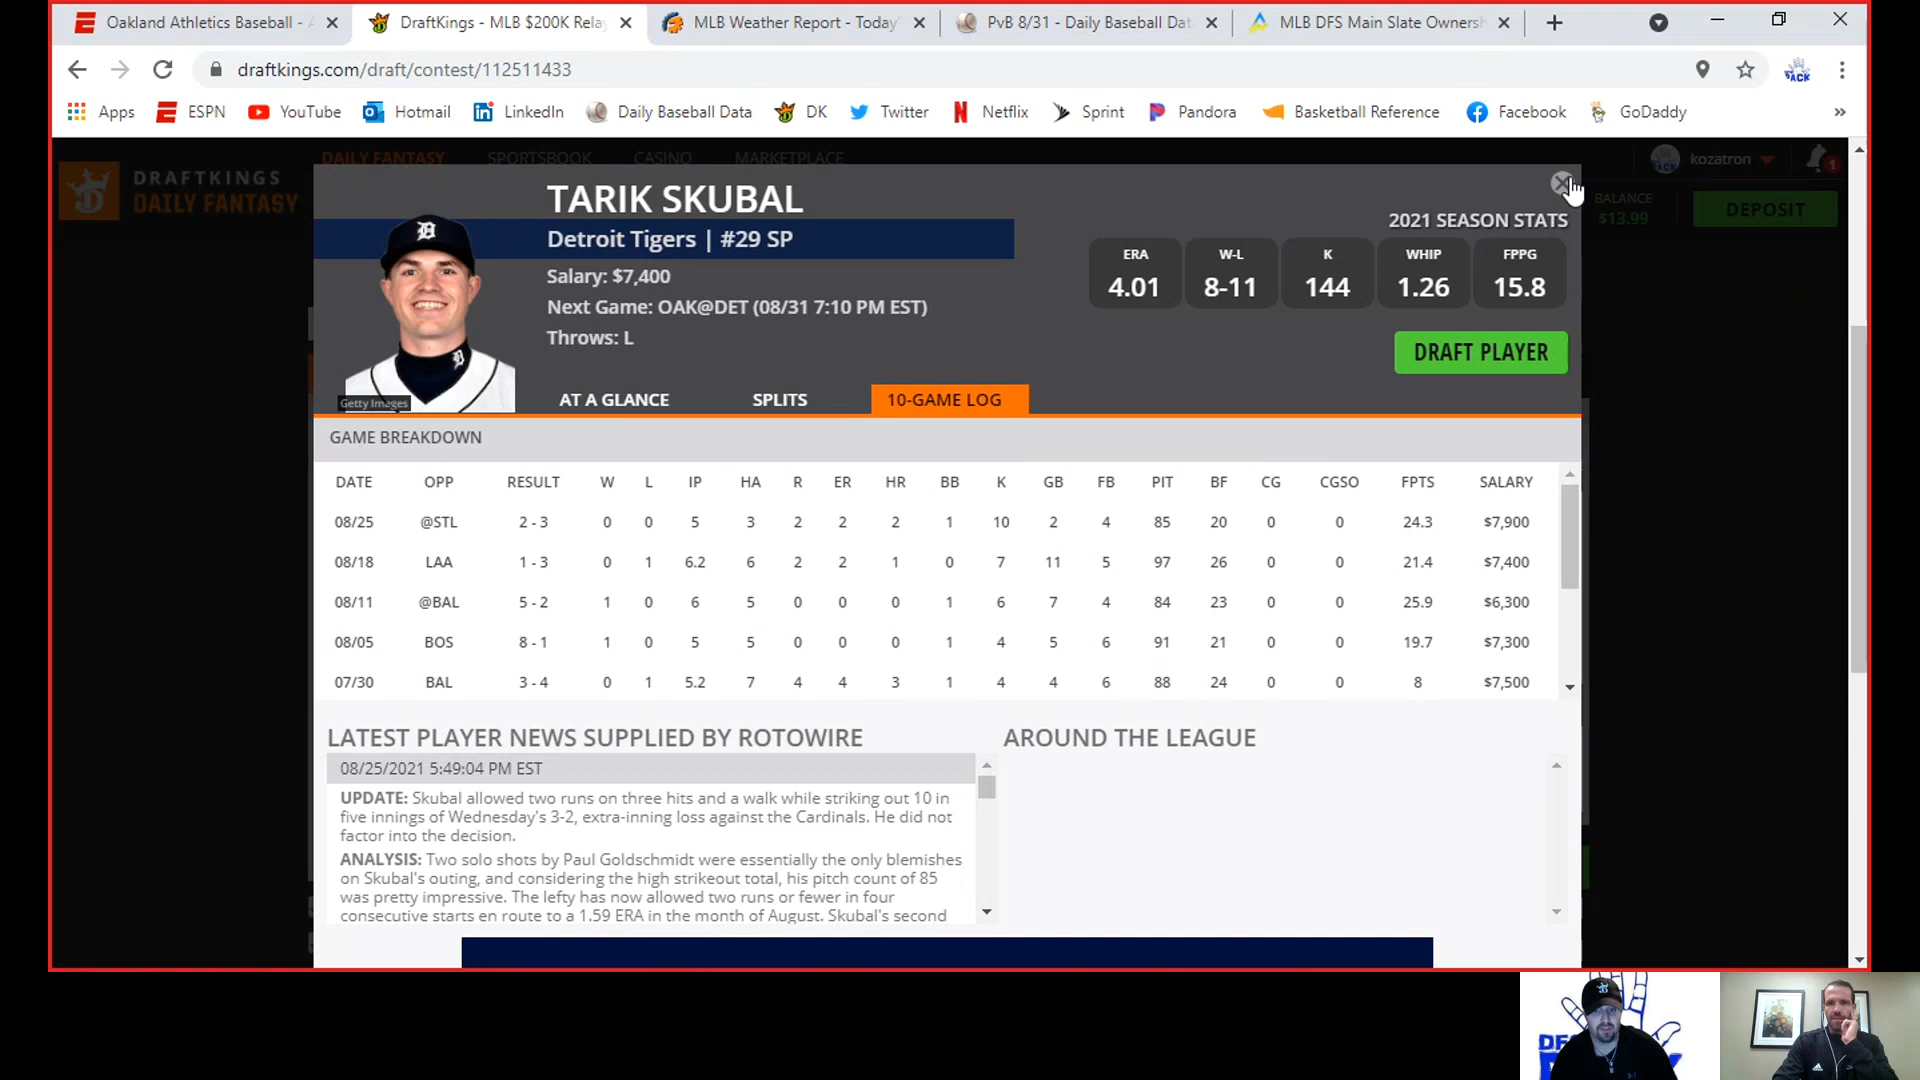 Oakland Athletics Baseball -
DraftKings - MLB $200K Relay
MLB Weather Report - Today'
PvB 8/31 - Daily Baseball Dat
MLB DFS Main Slate Ownersh
draftkings.com/draft/contest/112511433
Apps ESPN YouTube Hotmail LinkedIn Daily Baseball Data DK Twitter Netflix Sprint Pandora Basketball Reference Facebook GoDaddy »
DAILY FANTASY SPORTSBOOK CASINO MARKETPLACE
kozatron 1
DRAFTKINGS
DAILY FANTASY
BALANCE
$13.99
DEPOSIT
TARIK SKUBAL
Detroit Tigers | #29 SP
Salary: $7,400
Next Game: OAK@DET (08/31 7:10 PM EST)
Throws: L
Getty Images
2021 SEASON STATS
ERA W-L K WHIP FPPG
4.01 8-11 144 1.26 15.8
DRAFT PLAYER
AT A GLANCE SPLITS 10-GAME LOG
GAME BREAKDOWN
DATE OPP RESULT W L IP HA R ER HR BB K GB FB PIT BF CG CGSO FPTS SALARY
08/25 @STL 2 - 3 0 0 5 3 2 2 2 1 10 2 4 85 20 0 0 24.3 $7,900
08/18 LAA 1 - 3 0 1 6.2 6 2 2 1 0 7 11 5 97 26 0 0 21.4 $7,400
08/11 @BAL 5 - 2 1 0 6 5 0 0 0 1 6 7 4 84 23 0 0 25.9 $6,300
08/05 BOS 8 - 1 1 0 5 5 0 0 0 1 4 5 6 91 21 0 0 19.7 $7,300
07/30 BAL 3 - 4 0 1 5.2 7 4 4 3 1 4 4 6 88 24 0 0 8 $7,500
LATEST PLAYER NEWS SUPPLIED BY ROTOWIRE
AROUND THE LEAGUE
08/25/2021 5:49:04 PM EST
UPDATE: Skubal allowed two runs on three hits and a walk while striking out 10 in
five innings of Wednesday's 3-2, extra-inning loss against the Cardinals. He did not
factor into the decision.
ANALYSIS: Two solo shots by Paul Goldschmidt were essentially the only blemishes
on Skubal's outing, and considering the high strikeout total, his pitch count of 85
was pretty impressive. The lefty has now allowed two runs or fewer in four
consecutive starts en route to a 1.59 ERA in the month of August. Skubal's second